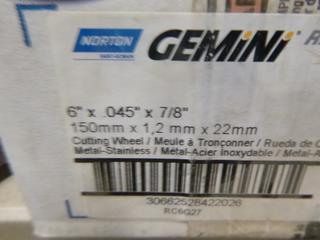 NORTON
SAINT-GOBAIN
GEMINI
6" x .045" x 7/8"
150mm x 1,2 mm x 22mm
Cutting Wheel / Meule à Tronçonner / Rueda de
Metal-Stainless / Métal-Acier Inoxydable / Metal-A
30662528422026
RC6G27